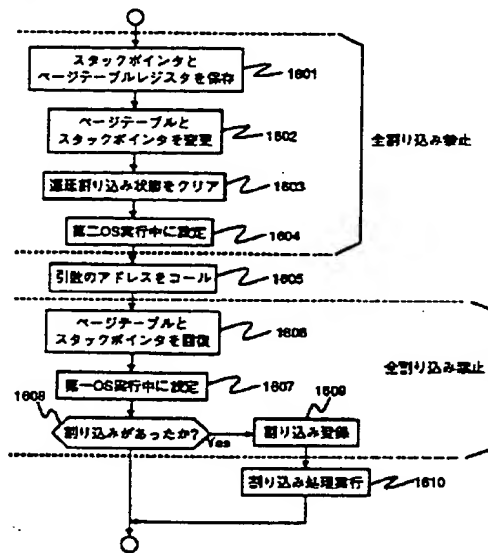 スタックポインタと
ページテーブルレジスタを保存
1601
ページテーブルと
スタックポインタを変更
1602
全割り込み禁止
遅延割り込み状態をクリア
1603
第二OS実行中に設定
1604
引数のアドレスをコール
1605
ページテーブルと
スタックポインタを回復
1606
全割り込み禁止
第一OS実行中に設定
1607
1608
割り込みがあったか?
Yes
1609
割り込み登録
割り込み処理実行
1610